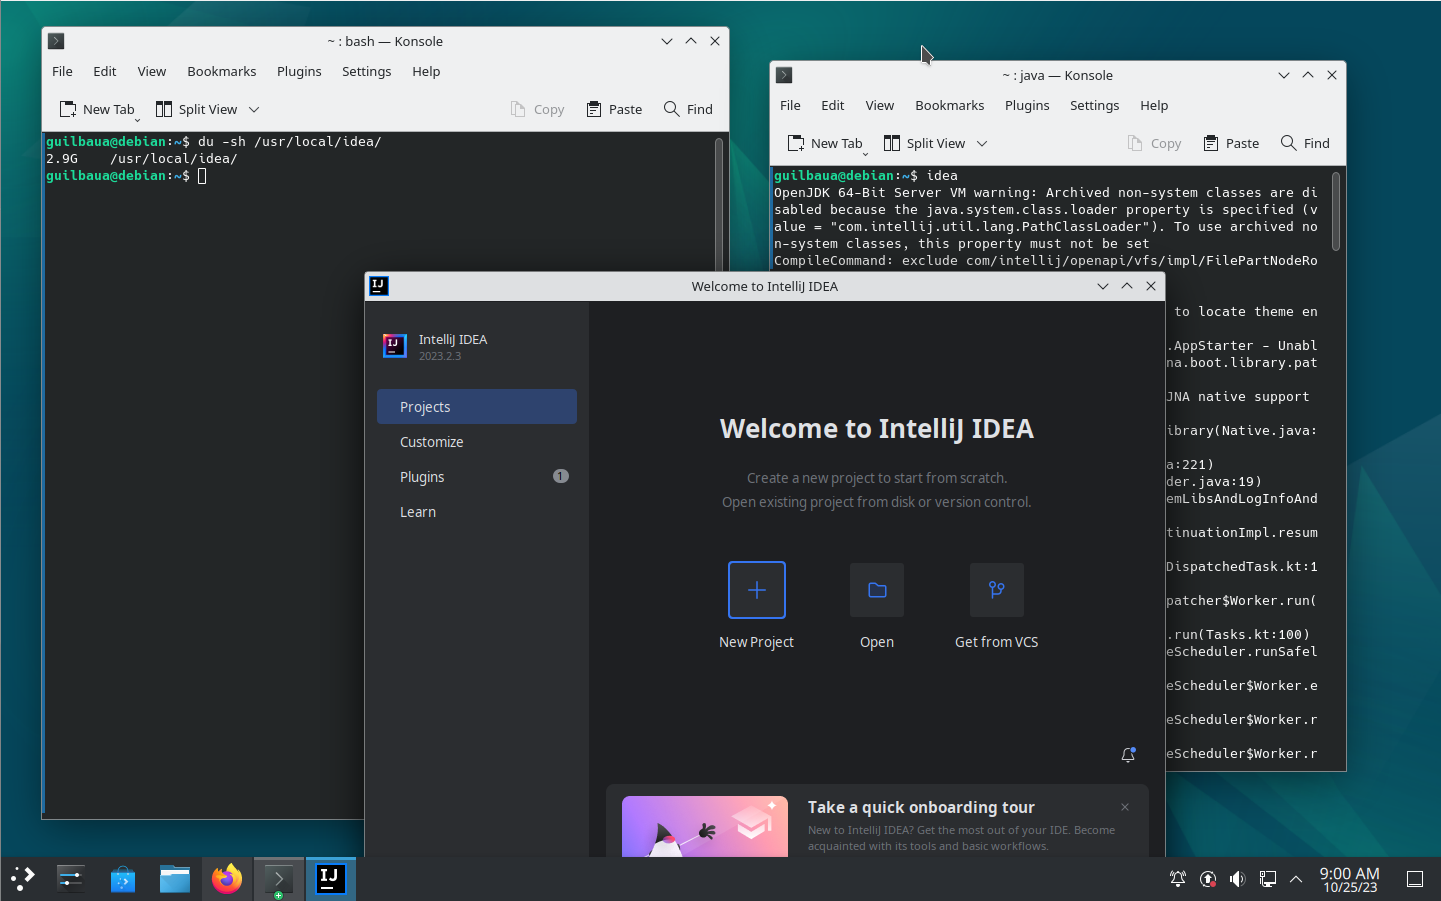 ~ : bash — Konsole
File Edit View Bookmarks Plugins Settings Help
New Tab Split View Copy Paste Find
guilbaua@debian:~$ du -sh /usr/local/idea/
2.9G /usr/local/idea/
guilbaua@debian:~$
~ : java — Konsole
File Edit View Bookmarks Plugins Settings Help
New Tab Split View Copy Paste Find
guilbaua@debian:~$ idea
OpenJDK 64-Bit Server VM warning: Archived non-system classes are di
sabled because the java.system.class.loader property is specified (v
alue = "com.intellij.util.lang.PathClassLoader"). To use archived no
n-system classes, this property must not be set
CompileCommand: exclude com/intellij/openapi/vfs/impl/FilePartNodeRo
to locate theme en
.AppStarter - Unabl
na.boot.library.pat
JNA native support
ibrary(Native.java:
a:221)
der.java:19)
emLibsAndLogInfoAnd
tinuationImpl.resum
DispatchedTask.kt:1
patcher$Worker.run(
.run(Tasks.kt:100)
eScheduler.runSafel
eScheduler$Worker.e
eScheduler$Worker.r
eScheduler$Worker.r
IJ
Welcome to IntelliJ IDEA
IJ
IntelliJ IDEA
2023.2.3
Projects
Customize
Plugins 1
Learn
Welcome to IntelliJ IDEA
Create a new project to start from scratch.
Open existing project from disk or version control.
New Project Open Get from VCS
Take a quick onboarding tour
New to IntelliJ IDEA? Get the most out of your IDE. Become
acquainted with its tools and basic workflows.
IJ
9:00 AM
10/25/23